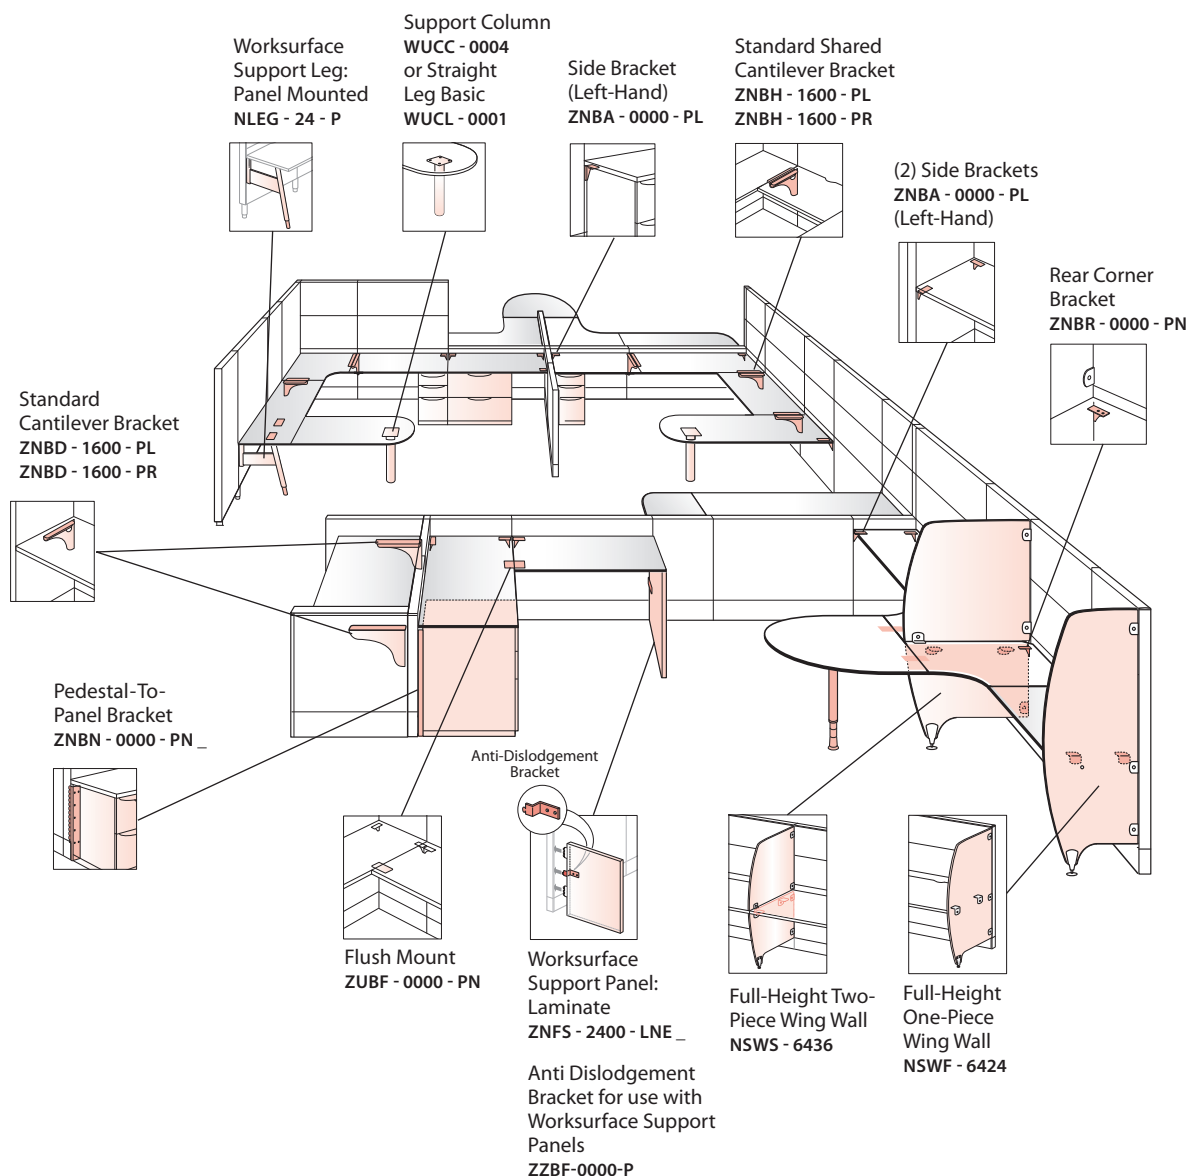 Support Column
WUCC - 0004
or Straight
Leg Basic
WUCL - 0001
Worksurface
Support Leg:
Panel Mounted
NLEG - 24 - P
Side Bracket
(Left-Hand)
ZNBA - 0000 - PL
Standard Shared
Cantilever Bracket
ZNBH - 1600 - PL
ZNBH - 1600 - PR
(2) Side Brackets
ZNBA - 0000 - PL
(Left-Hand)
Rear Corner
Bracket
ZNBR - 0000 - PN
Standard
Cantilever Bracket
ZNBD - 1600 - PL
ZNBD - 1600 - PR
Pedestal-To-
Panel Bracket
ZNBN - 0000 - PN _
Anti-Dislodgement
Bracket
Flush Mount
ZUBF - 0000 - PN
Worksurface
Support Panel:
Laminate
ZNFS - 2400 - LNE _
Anti Dislodgement
Bracket for use with
Worksurface Support
Panels
ZZBF-0000-P
Full-Height Two-
Piece Wing Wall
NSWS - 6436
Full-Height
One-Piece
Wing Wall
NSWF - 6424